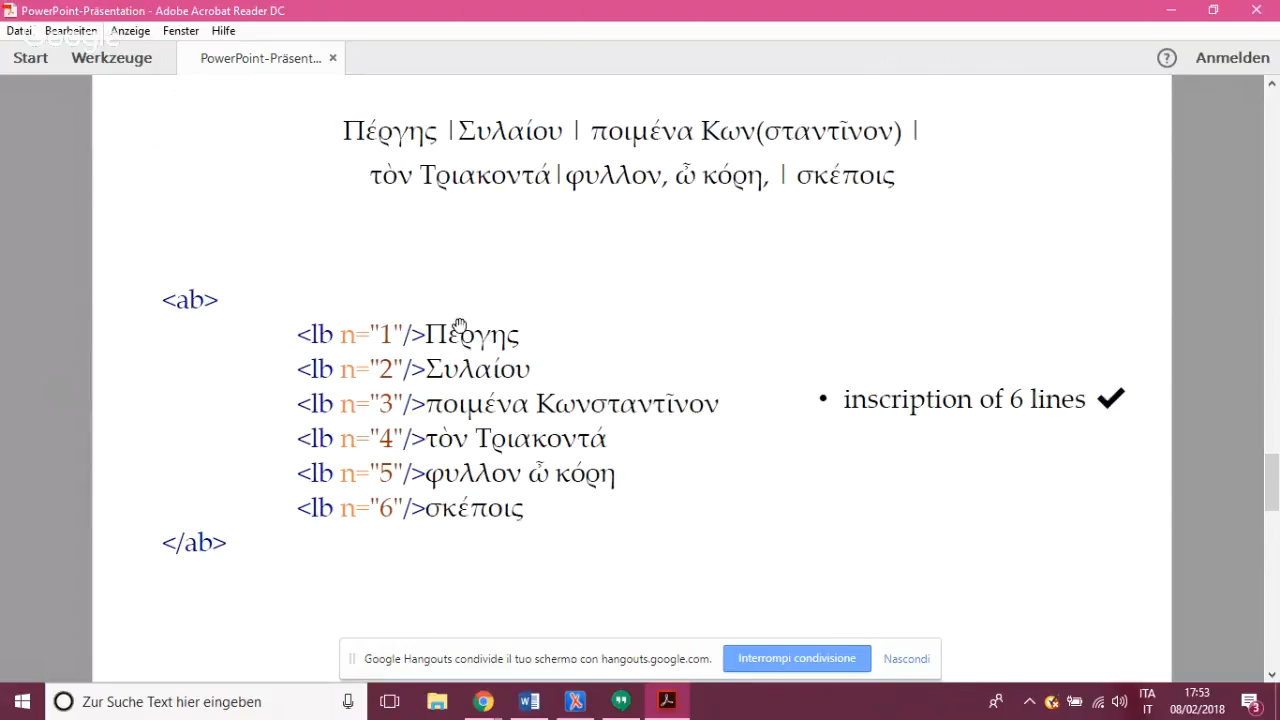 PowerPoint-Präsentation - Adobe Acrobat Reader DC
Datei Bearbeiten Anzeige Fenster Hilfe
Google
Start Werkzeuge PowerPoint-Präsent... × ? Anmelden
Πέργης |Συλαίου | ποιμένα Κων(σταντῖνον) |
τὸν Τριακοντά|φυλλον, ὦ κόρη, | σκέποις
<ab>
<lb n="1"/>Πέργης
<lb n="2"/>Συλαίου
<lb n="3"/>ποιμένα Κωνσταντῖνον
<lb n="4"/>τὸν Τριακοντά
<lb n="5"/>φυλλον ὦ κόρη
<lb n="6"/>σκέποις
</ab>
• inscription of 6 lines ✔
Google Hangouts condivide il tuo schermo con hangouts.google.com. Interrompi condivisione Nascondi
Zur Suche Text hier eingeben
ITA 17:53
IT 08/02/2018 3